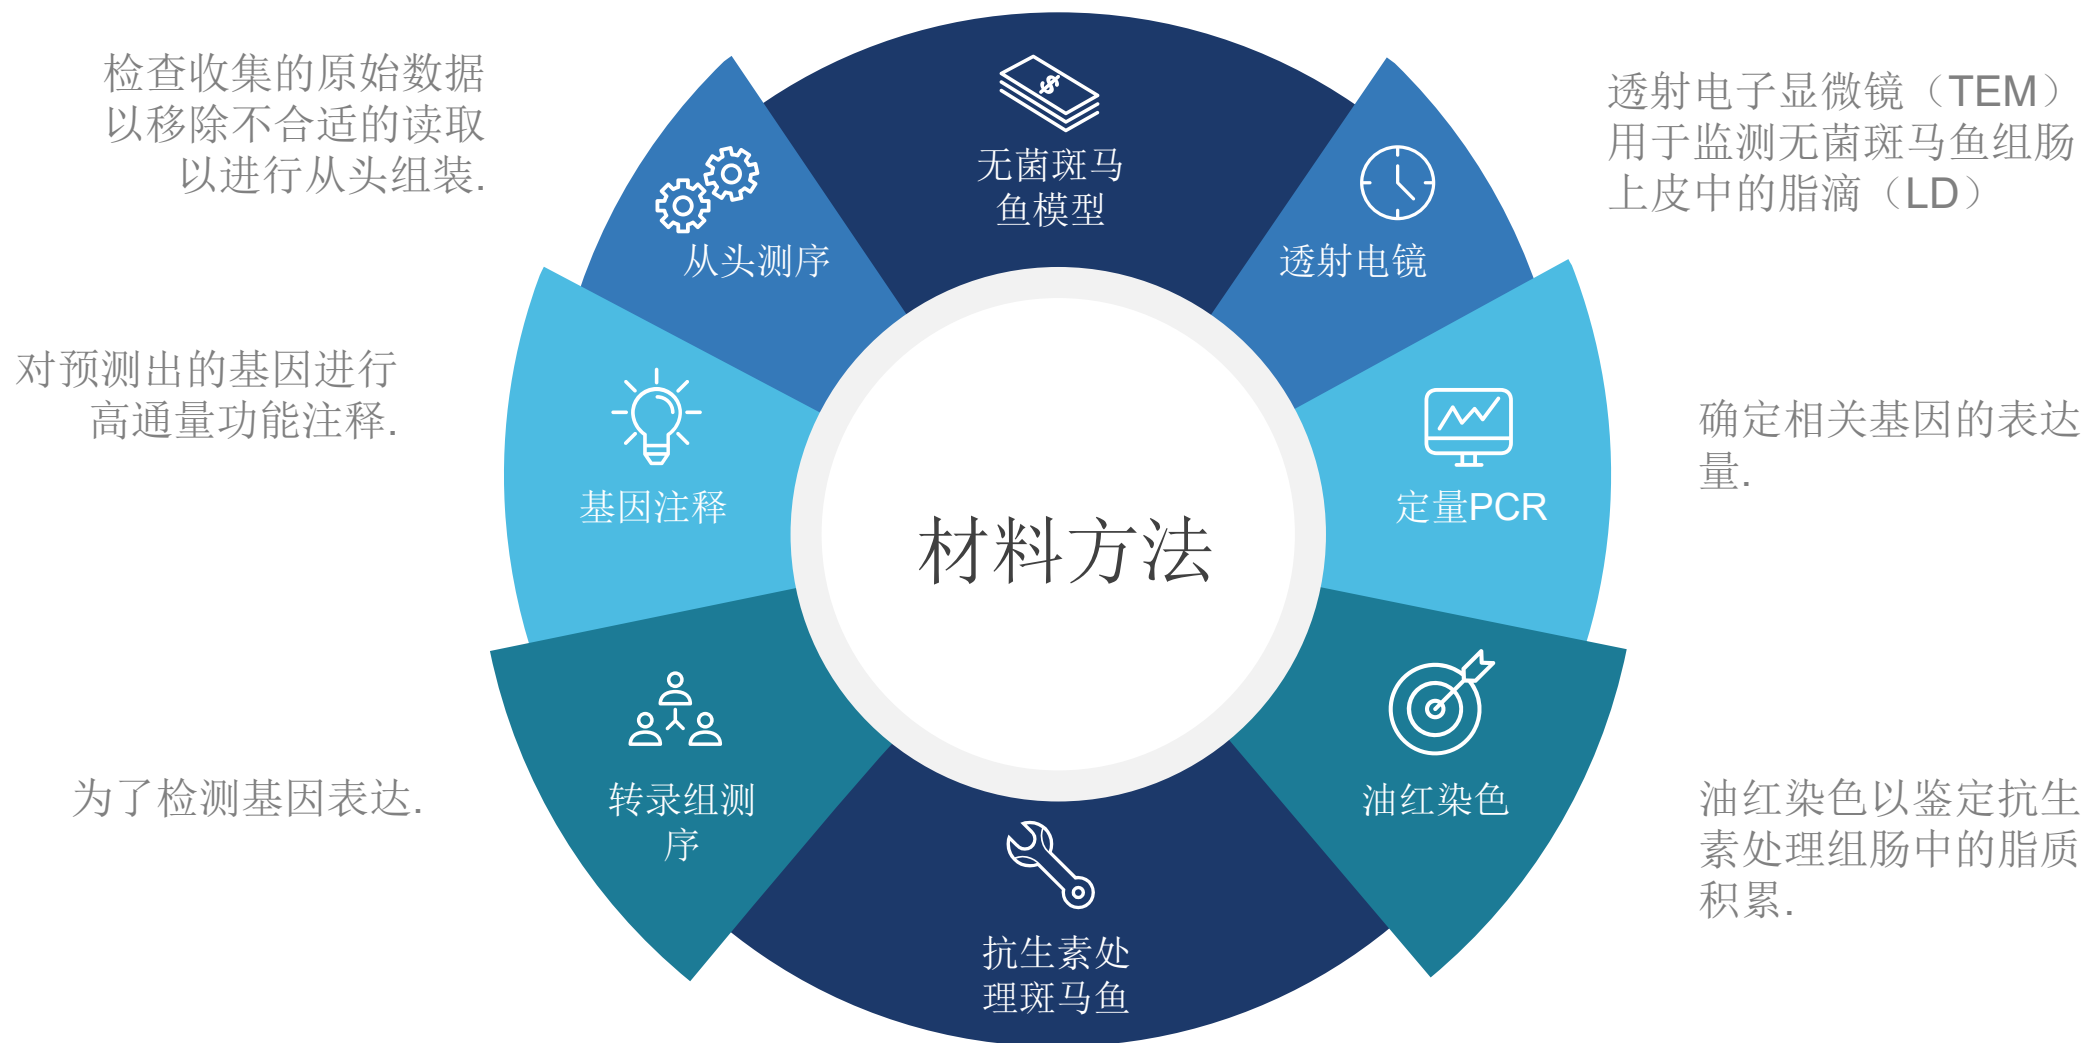 检查收集的原始数据
以移除不合适的读取
以进行从头组装.
从头测序
对预测出的基因进行
高通量功能注释.
基因注释
为了检测基因表达.
转录组测
序
无菌斑马
鱼模型
材料方法
抗生素处
理斑马鱼
透射电镜
透射电子显微镜（TEM）
用于监测无菌斑马鱼组肠
上皮中的脂滴（LD）
定量PCR
确定相关基因的表达
量.
油红染色
油红染色以鉴定抗生
素处理组肠中的脂质
积累.
$